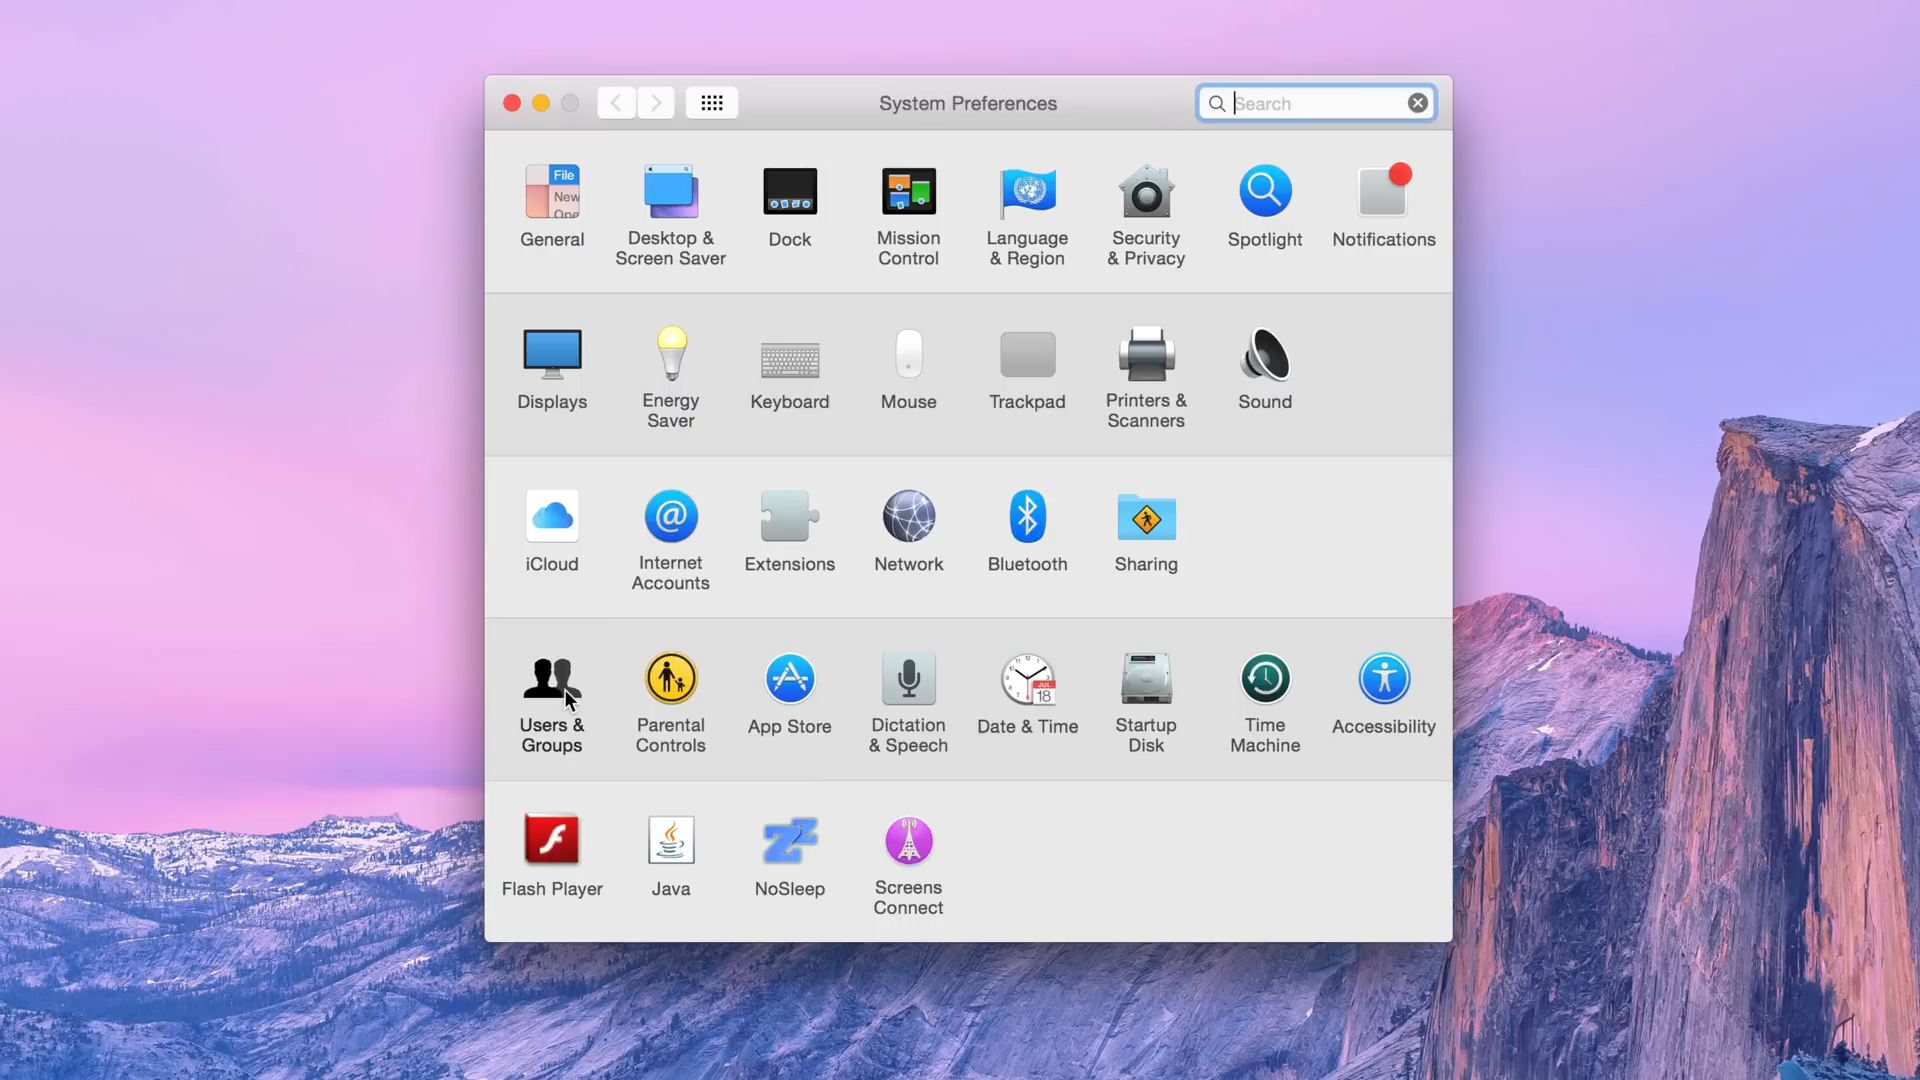 System Preferences
Search
File
New
Ope
General
Desktop &
Screen Saver
Dock
Mission
Control
Language
& Region
Security
& Privacy
Spotlight
Notifications
Displays
Energy
Saver
Keyboard
Mouse
Trackpad
Printers &
Scanners
Sound
iCloud
@
Internet
Accounts
Extensions
Network
Bluetooth
Sharing
Users &
Groups
Parental
Controls
App Store
Dictation
& Speech
JUL
18
Date & Time
Startup
Disk
Time
Machine
Accessibility
Flash Player
Java
NoSleep
Screens
Connect